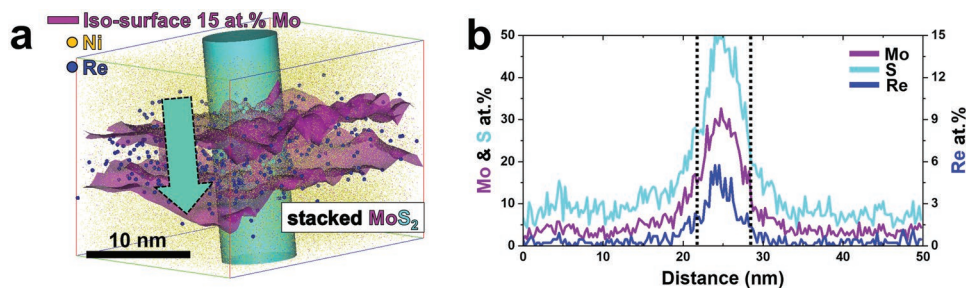 a
Iso-surface 15 at.% Mo
Ni
Re
stacked MoS₂
10 nm
b
Mo & S at.%
50
40
30
20
10
0
Mo
S
Re
15
12
9
6
3
0
Re at.%
0 10 20 30 40 50
Distance (nm)